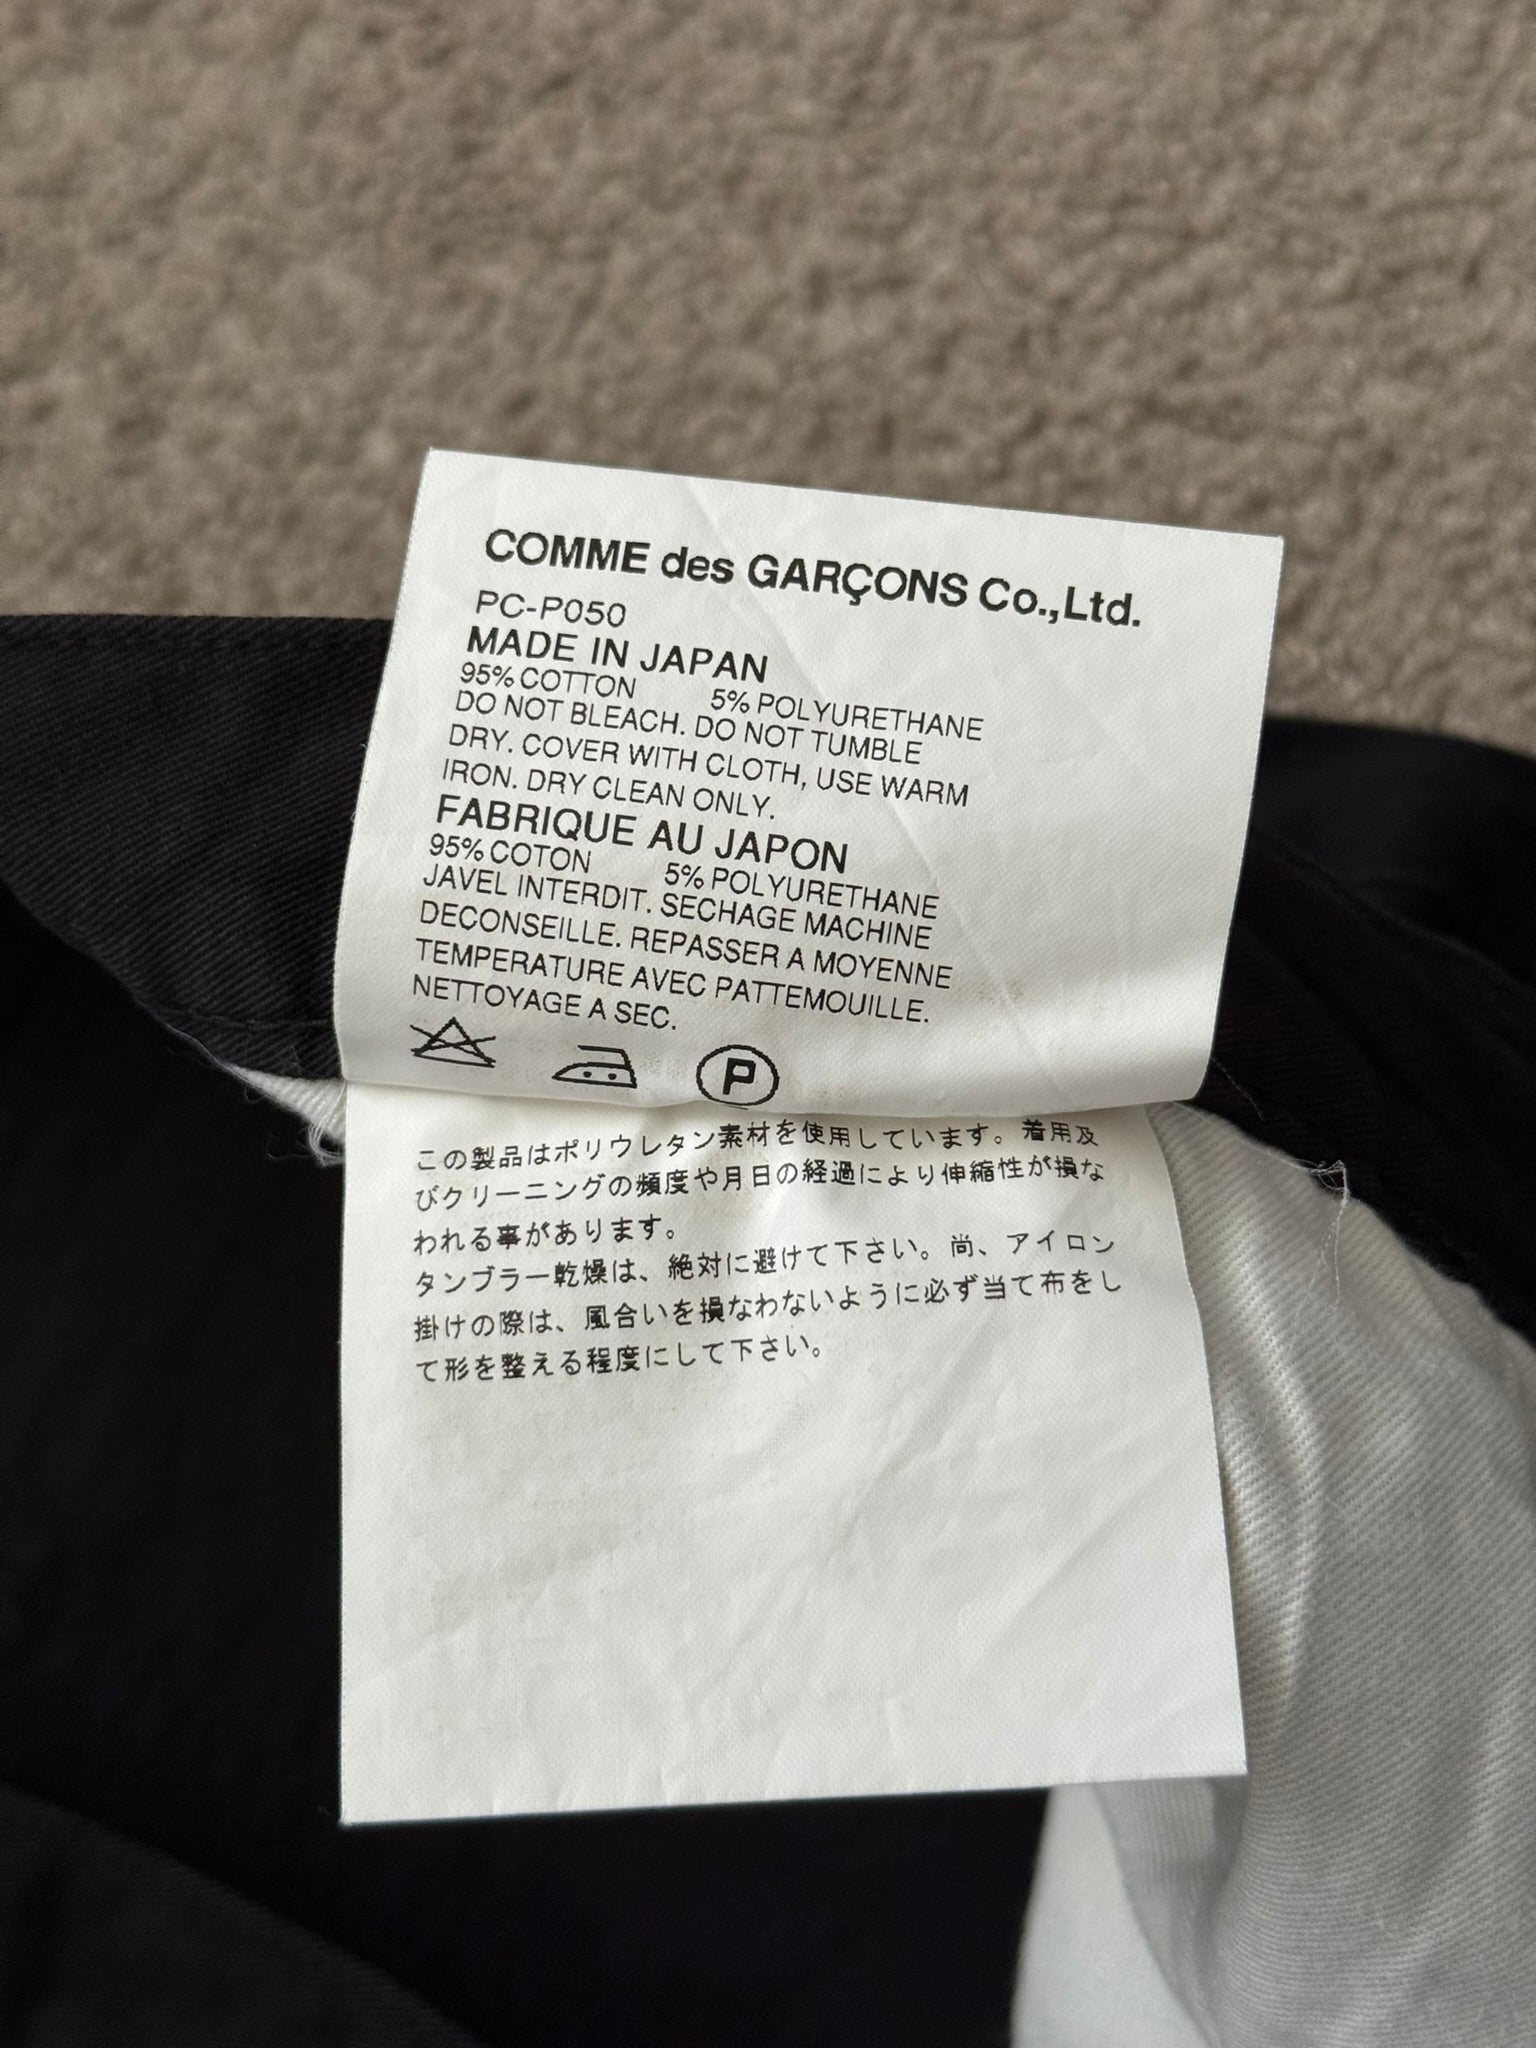 COMME des GARÇONS Co.,Ltd.
PC-P050
MADE IN JAPAN
95% COTTON 5% POLYURETHANE
DO NOT BLEACH. DO NOT TUMBLE
DRY. COVER WITH CLOTH, USE WARM
IRON. DRY CLEAN ONLY.
FABRIQUE AU JAPON
95% COTON 5% POLYURETHANE
JAVEL INTERDIT. SECHAGE MACHINE
DECONSEILLE. REPASSER A MOYENNE
TEMPERATURE AVEC PATTEMOUILLE.
NETTOYAGE A SEC.
P
この製品はポリウレタン素材を使用しています。着用及
びクリーニングの頻度や月日の経過により伸縮性が損な
われる事があります。
タンブラー乾燥は、絶対に避けて下さい。尚、アイロン
掛けの際は、風合いを損なわないように必ず当て布をし
て形を整える程度にして下さい。